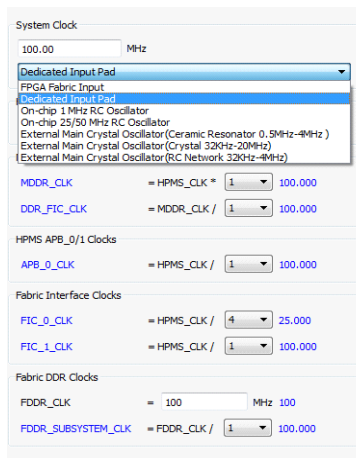 System Clock
100.00 MHz
Dedicated Input Pad
FPGA Fabric Input
Dedicated Input Pad
On-chip 1 MHz RC Oscillator
On-chip 25/50 MHz RC Oscillator
External Main Crystal Oscillator(Ceramic Resonator 0.5MHz-4MHz )
External Main Crystal Oscillator(Crystal 32KHz-20MHz)
External Main Crystal Oscillator(RC Network 32KHz-4MHz)
MDDR_CLK = HPMS_CLK * 1 100.000
DDR_FIC_CLK = MDDR_CLK / 1 100.000
HPMS APB_0/1 Clocks
APB_0_CLK = HPMS_CLK / 1 100.000
Fabric Interface Clocks
FIC_0_CLK = HPMS_CLK / 4 25.000
FIC_1_CLK = HPMS_CLK / 1 100.000
Fabric DDR Clocks
FDDR_CLK = 100 MHz 100
FDDR_SUBSYSTEM_CLK = FDDR_CLK / 1 100.000